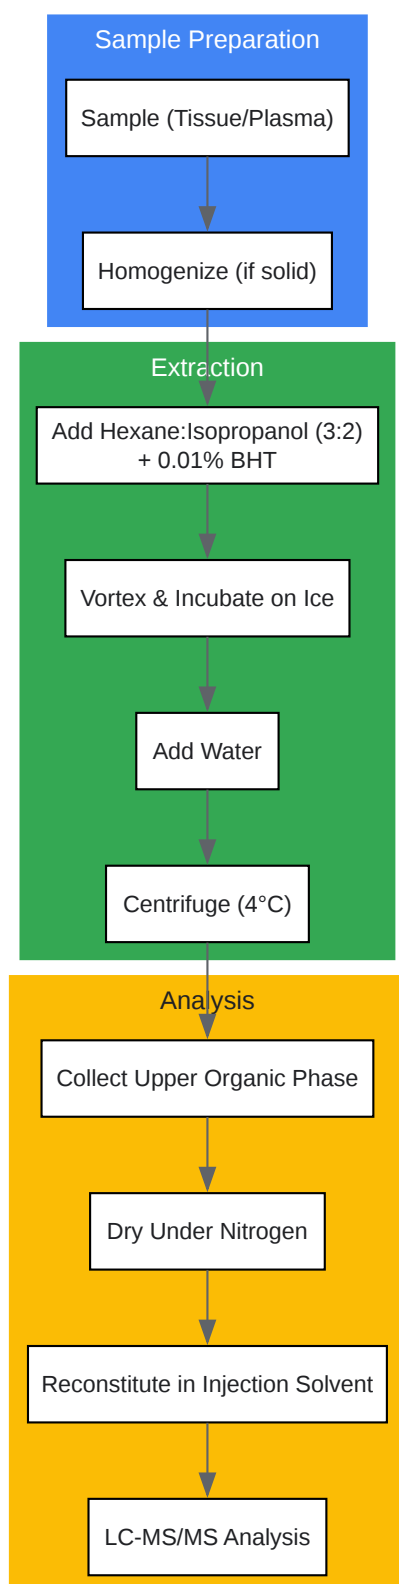 Sample Preparation
Sample (Tissue/Plasma)
Homogenize (if solid)
Extraction
Add Hexane:Isopropanol (3:2)
+ 0.01% BHT
Vortex & Incubate on Ice
Add Water
Centrifuge (4°C)
Analysis
Collect Upper Organic Phase
Dry Under Nitrogen
Reconstitute in Injection Solvent
LC-MS/MS Analysis